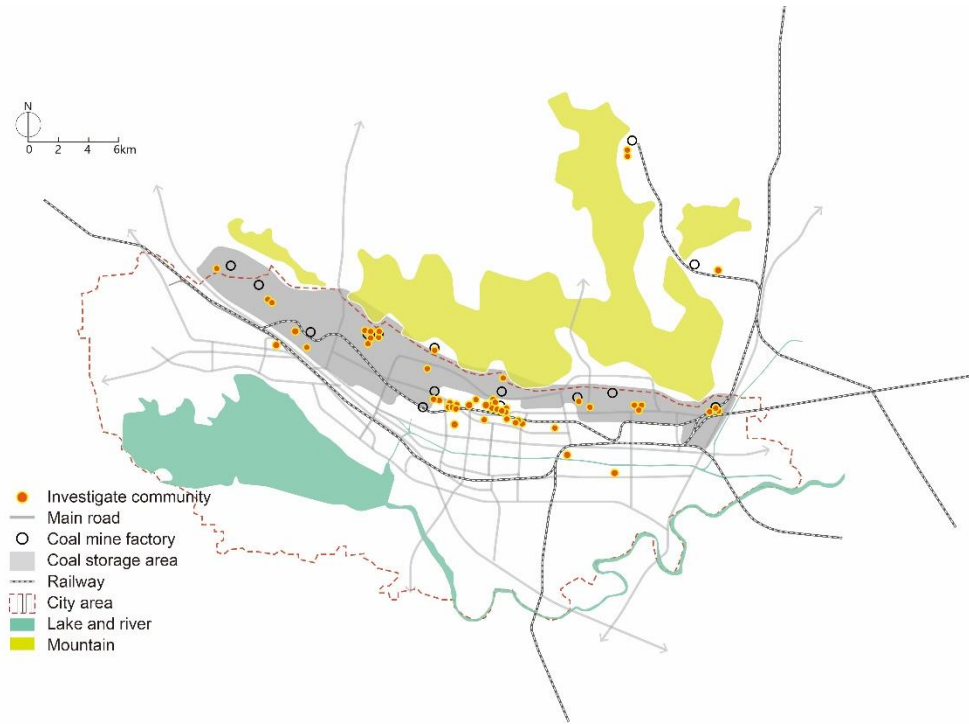 N
0 2 4 6km
Investigate community
Main road
Coal mine factory
Coal storage area
Railway
City area
Lake and river
Mountain